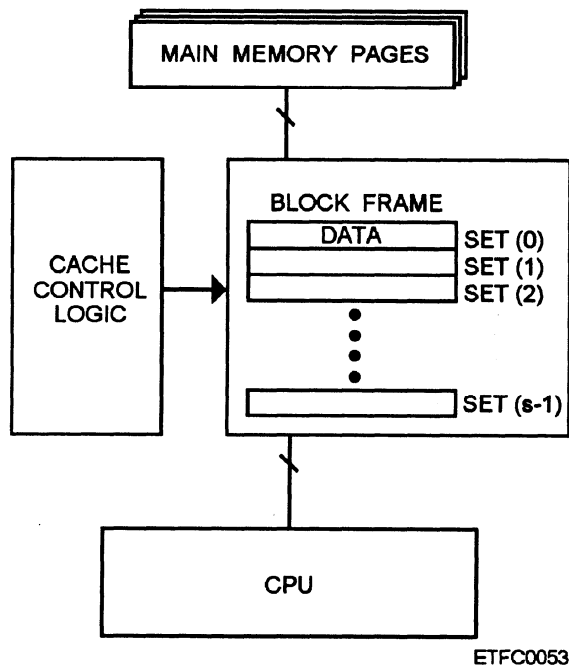 MAIN MEMORY PAGES
BLOCK FRAME
DATA SET (0)
SET (1)
SET (2)
SET (s-1)
CACHE
CONTROL
LOGIC
CPU
ETFC0053